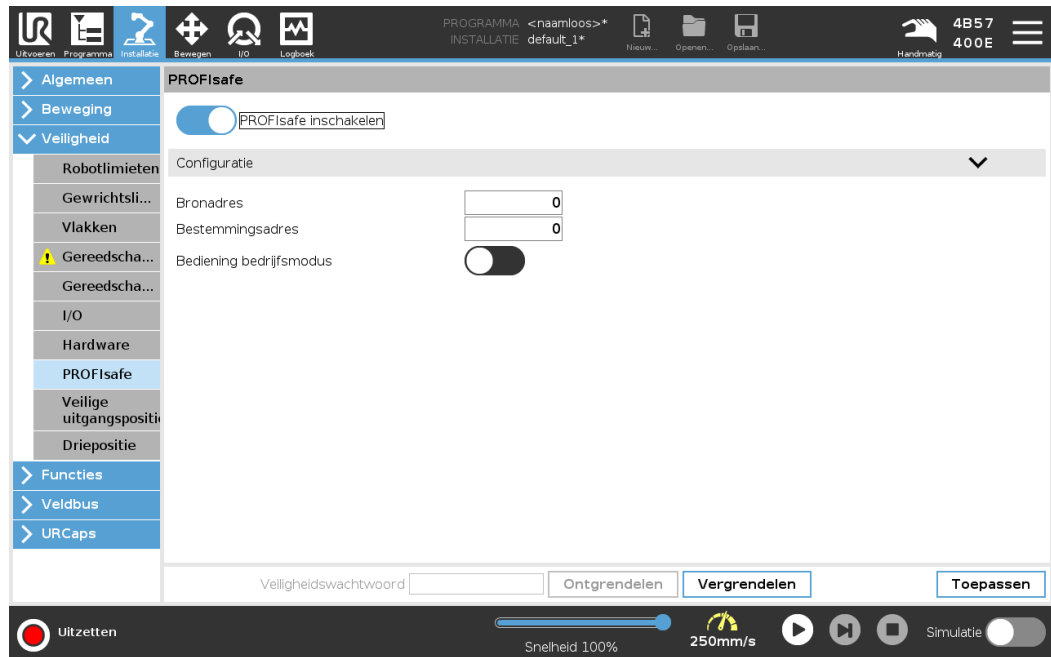 UR
PROGRAMMA <naamloos>*
INSTALLATIE default_1*
Uitvoeren Programma Installatie Bewegen I/O Logboek
Nieuw... Openen... Opslaan...
Handmatig
4B57
400E
Algemeen
Beweging
Veiligheid
Robotlimieten
Gewrichtsli...
Vlakken
Gereedscha...
Gereedscha...
I/O
Hardware
PROFIsafe
Veilige
uitgangspositi
Driepositie
Functies
Veldbus
URCaps
PROFIsafe
PROFIsafe inschakelen
Configuratie
Bronadres 0
Bestemmingsadres 0
Bediening bedrijfsmodus
Veiligheidswachtwoord Ontgrendelen Vergrendelen Toepassen
Uitzetten
Snelheid 100%
250mm/s
Simulatie